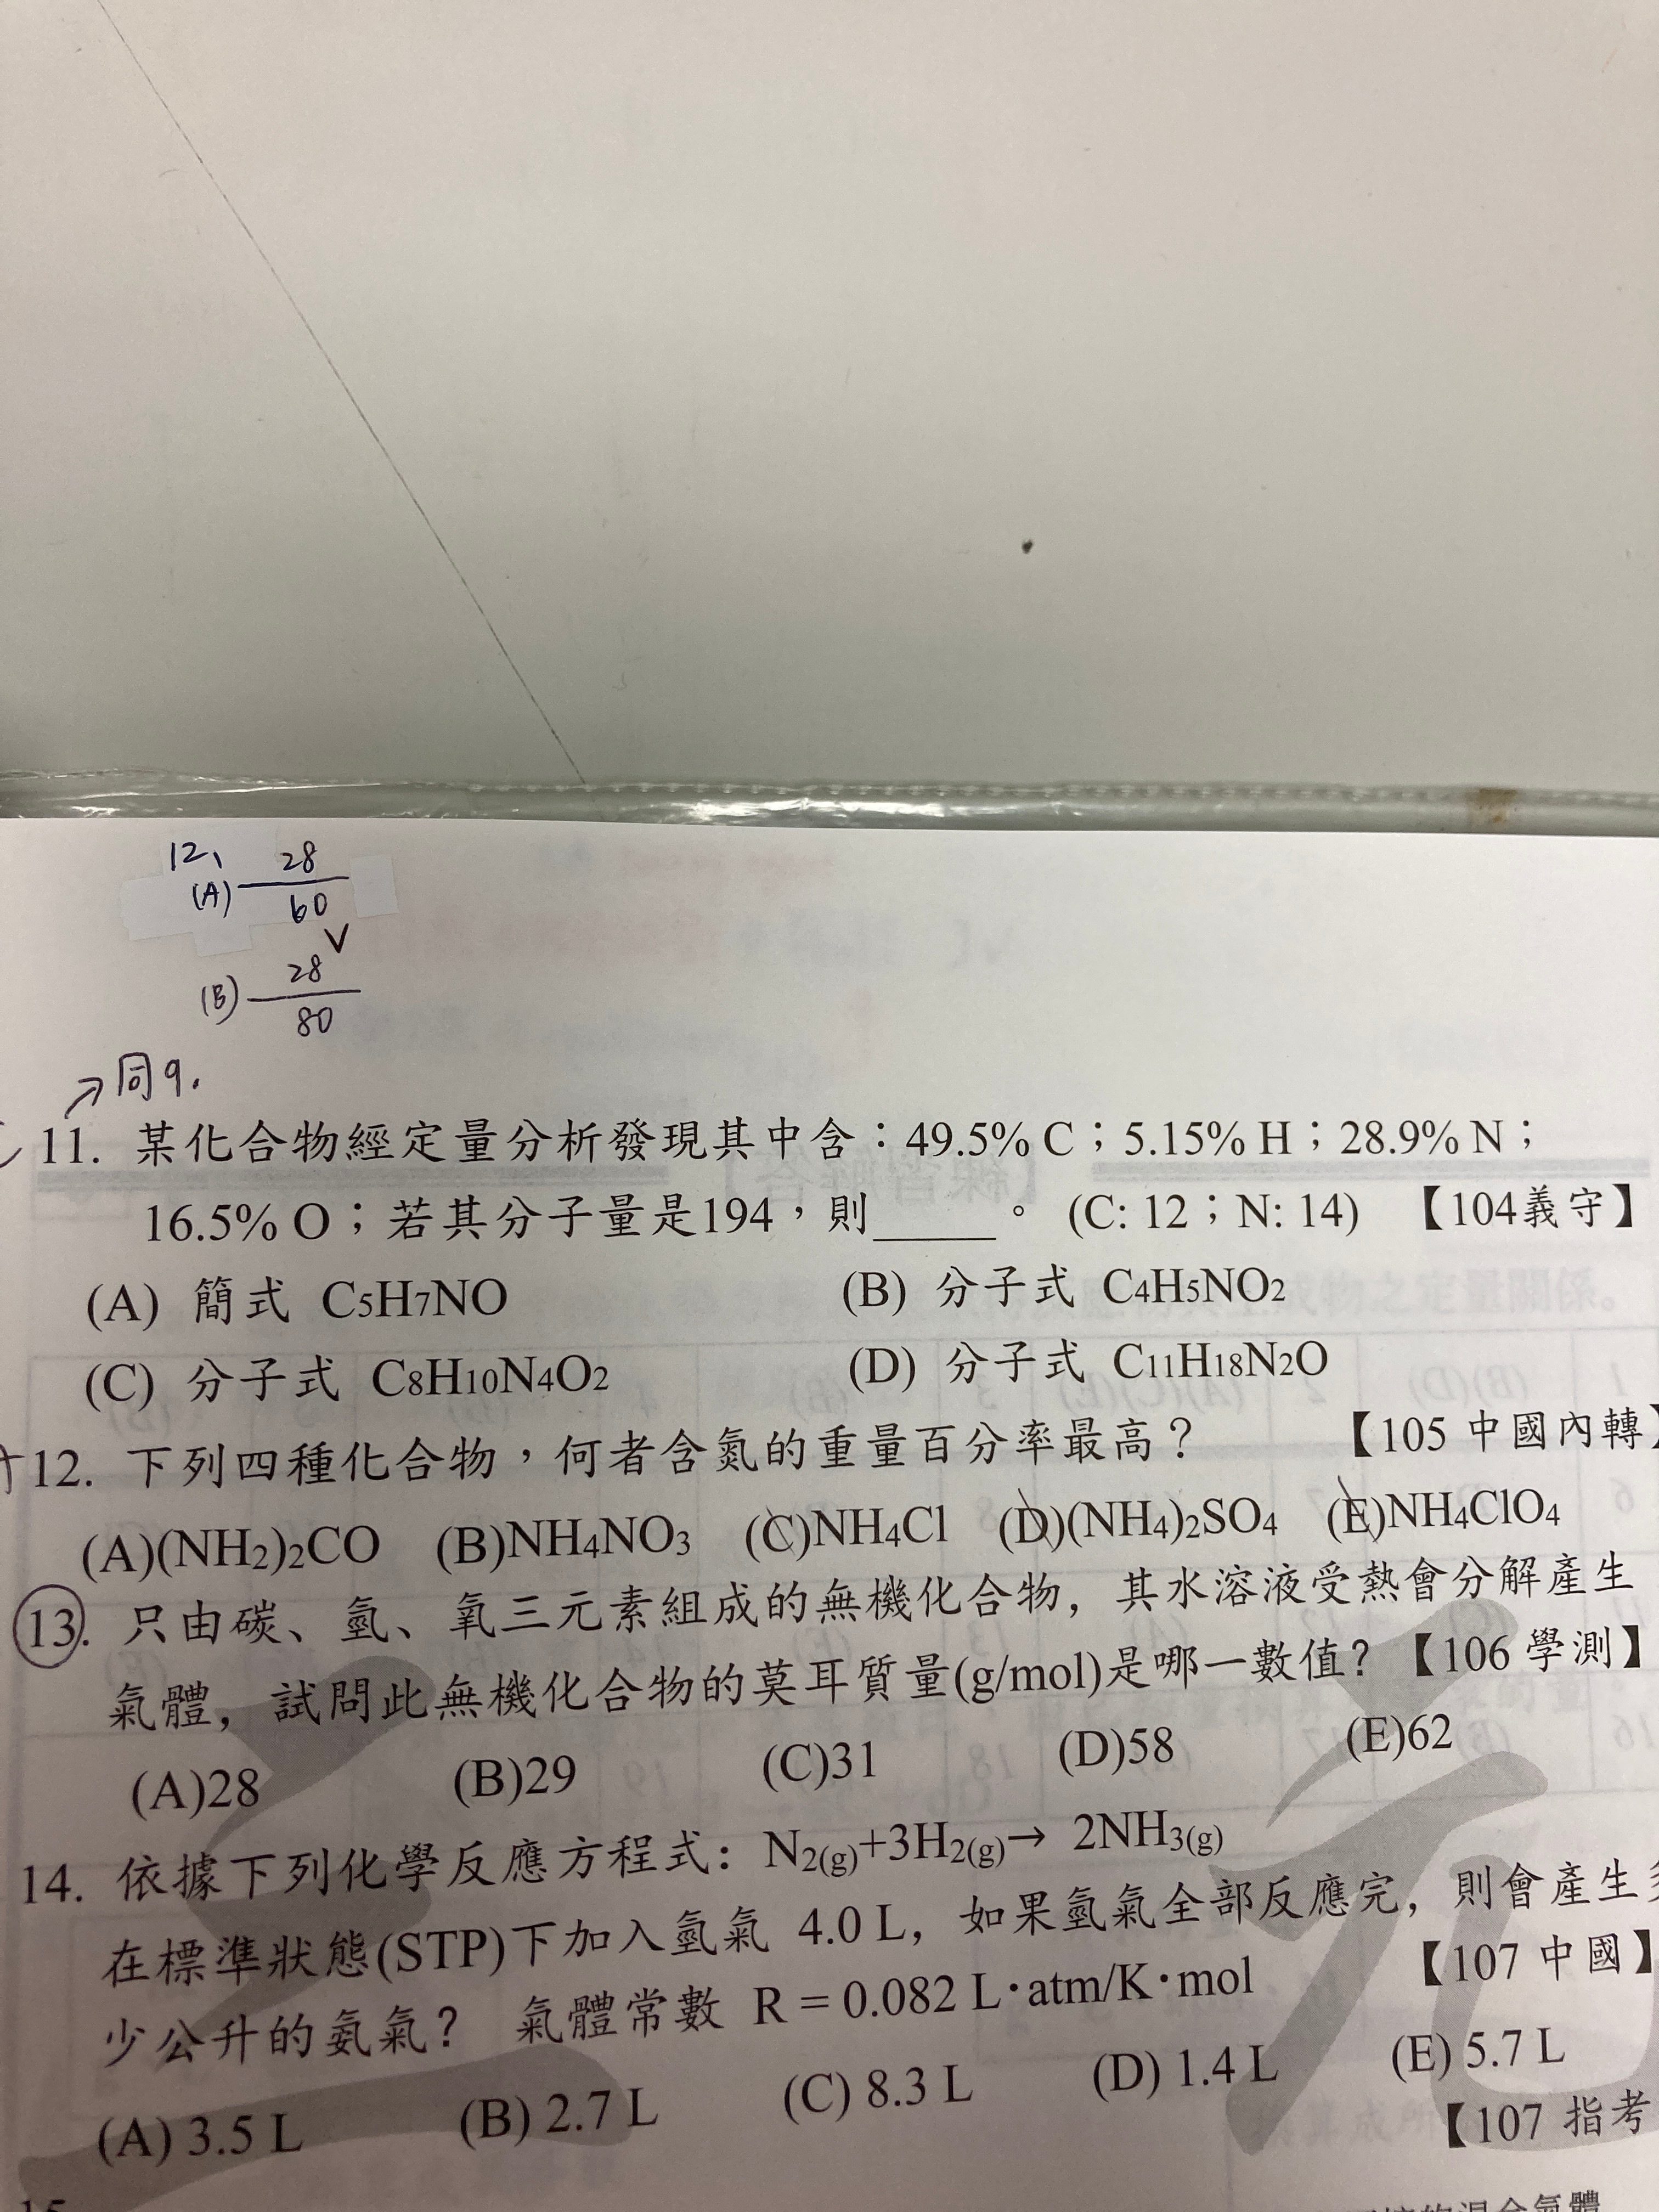 12、
(A) 28
60
∨
(B) 28
80
↗同9.
11. 某化合物經定量分析發現其中含：49.5% C；5.15% H；28.9% N；
16.5% O；若其分子量是194，則_____。 (C: 12；N: 14) 【104義守】
(A) 簡式 C5H7NO (B) 分子式 C4H5NO2
(C) 分子式 C8H10N4O2 (D) 分子式 C11H18N2O
12. 下列四種化合物，何者含氮的重量百分率最高？ 【105 中國內轉】
(A)(NH2)2CO (B)NH4NO3 (C)NH4Cl (D)(NH4)2SO4 (E)NH4ClO4
13. 只由碳、氫、氧三元素組成的無機化合物，其水溶液受熱會分解產生
氣體，試問此無機化合物的莫耳質量(g/mol)是哪一數值？【106 學測】
(A)28 (B)29 (C)31 (D)58 (E)62
14. 依據下列化學反應方程式：N2(g)+3H2(g)→ 2NH3(g)
在標準狀態(STP)下加入氫氣 4.0 L，如果氫氣全部反應完，則會產生多
少公升的氨氣？ 氣體常數 R = 0.082 L·atm/K·mol 【107 中國】
(A) 3.5 L (B) 2.7 L (C) 8.3 L (D) 1.4 L (E) 5.7 L
【107 指考